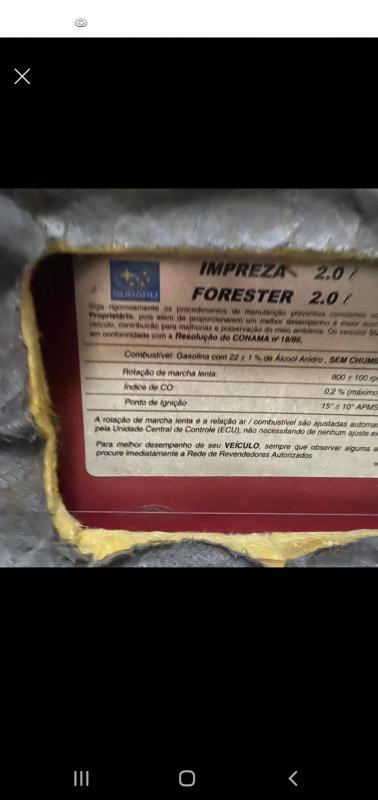 SUBARU
IMPREZA 2.0 ℓ
FORESTER 2.0 ℓ
Siga rigorosamente os procedimentos de manutenção preventiva constantes no
Proprietário, pois além de proporcionarem um melhor desempenho e maior econ
veículo, contribuirão para melhorias e preservação do meio ambiente. Os veículos SU
em conformidade com a Resolução do CONAMA nº 18/86,
Combustível: Gasolina com 22 ± 1 % de Álcool Anidro , SEM CHUMB
Rotação de marcha lenta: 800 ± 100 rp
Índice de CO: 0,2 % (máximo
Ponto de Ignição 15° ± 10° APMS
A rotação de marcha lenta e a relação ar / combustível são ajustadas automa
pela Unidade Central de Controle (ECU), não necessitando de nenhum ajuste ex
Para melhor desempenho de seu VEÍCULO, sempre que observar alguma a
procure imediatamente a Rede de Revendedores Autorizados